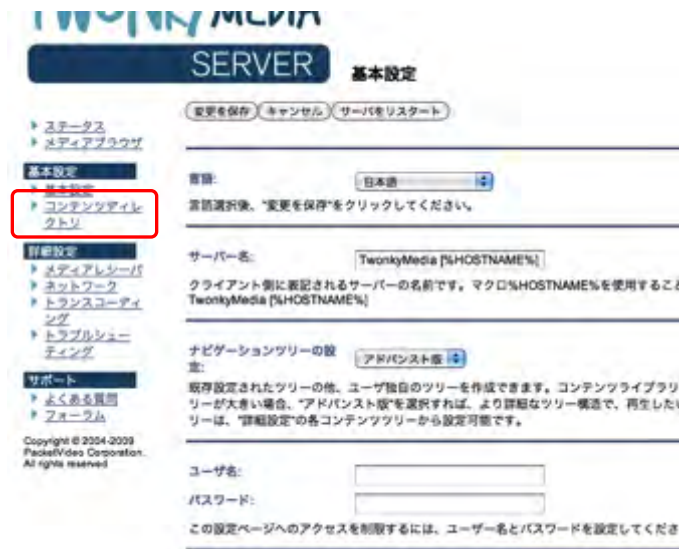 TWONKY MEDIA
SERVER
基本設定
変更を保存 キャンセル サーバをリスタート
ステータス
メディアブラウザ
基本設定
基本設定
コンテンツディレ
クトリ
詳細設定
メディアレシーバ
ネットワーク
トランスコーディ
ング
トラブルシュー
ティング
サポート
よくある質問
フォーラム
Copyright © 2004-2009
PacketVideo Corporation.
All rights reserved
言語:
日本語
言語選択後、"変更を保存"をクリックしてください。
サーバー名:
TwonkyMedia [%HOSTNAME%]
クライアント側に表記されるサーバーの名前です。マクロ%HOSTNAME%を使用すること
TwonkyMedia [%HOSTNAME%]
ナビゲーションツリーの設
定:
アドバンスト版
既存設定されたツリーの他、ユーザ独自のツリーを作成できます。コンテンツライブラリ
リーが大きい場合、"アドバンスト版"を選択すれば、より詳細なツリー構造で、再生したい
リーは、"詳細設定"の各コンテンツツリーから設定可能です。
ユーザ名:
パスワード:
この設定ページへのアクセスを制限するには、ユーザー名とパスワードを設定してくださ